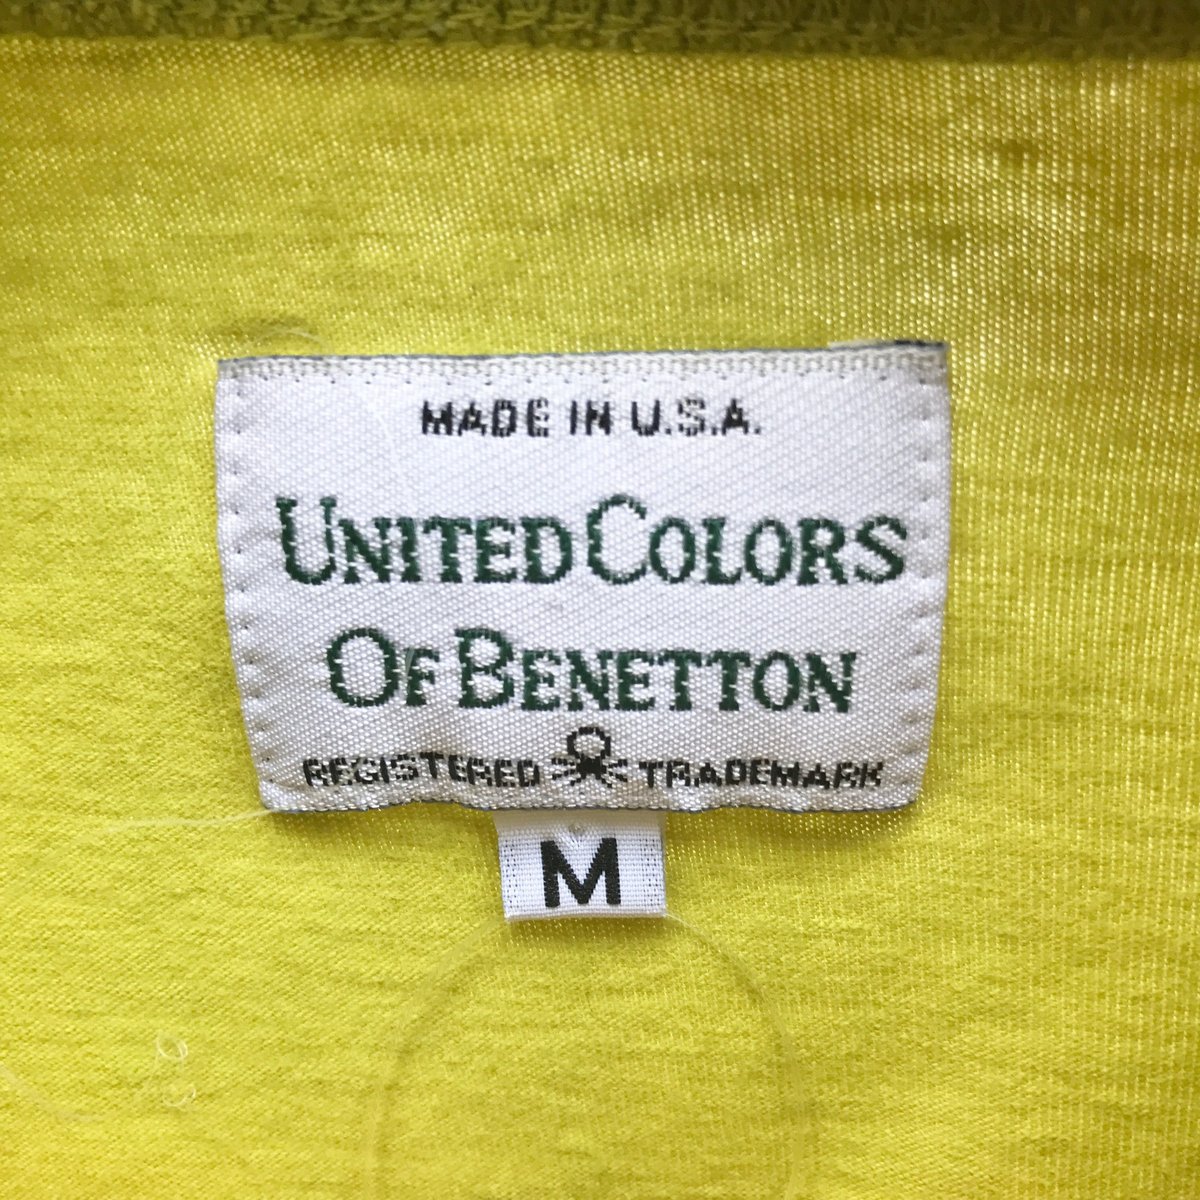 MADE IN U.S.A.
UNITED COLORS
OF BENETTON
REGISTERED TRADEMARK
M